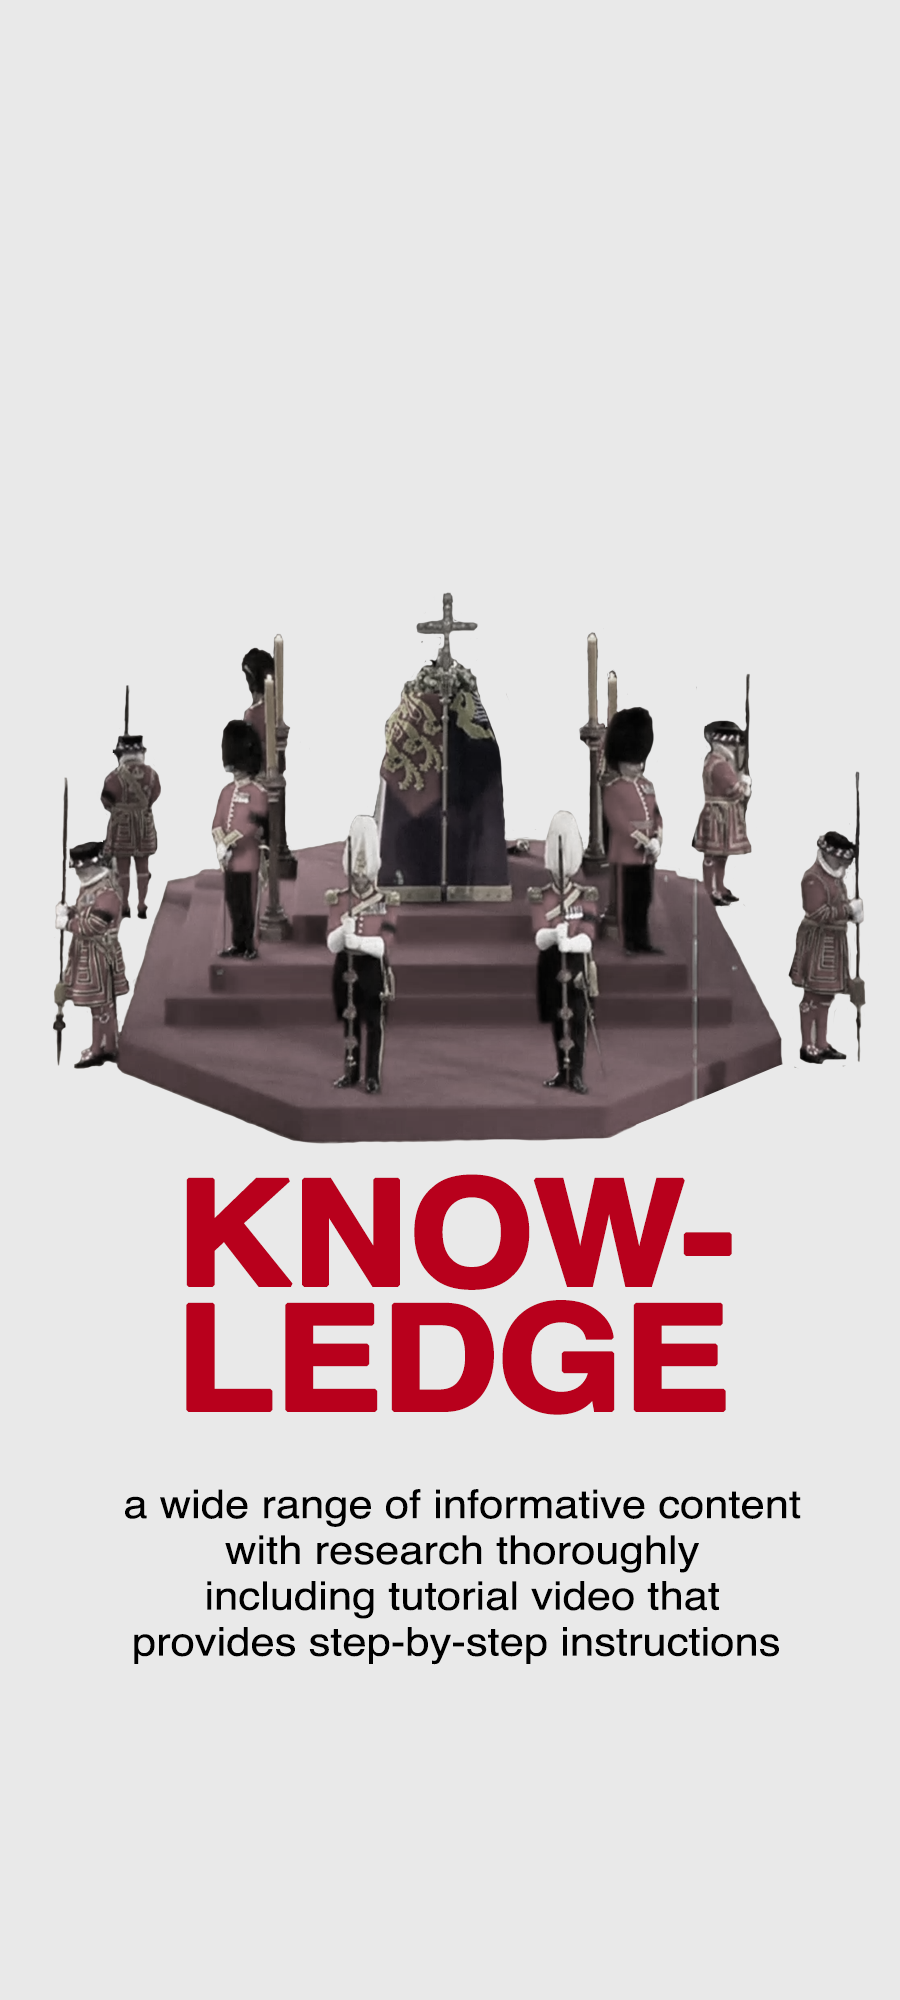 KNOW-
LEDGE
a wide range of informative content
with research thoroughly
including tutorial video that
provides step-by-step instructions